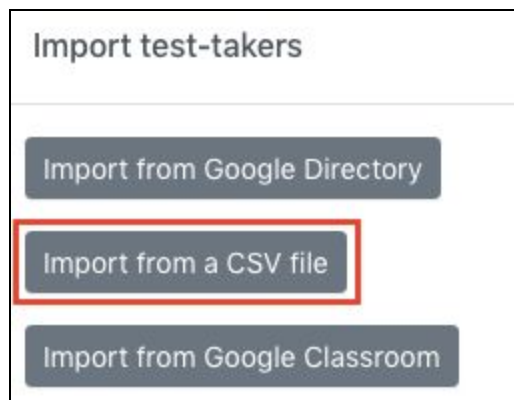 Import test-takers
Import from Google Directory
Import from a CSV file
Import from Google Classroom